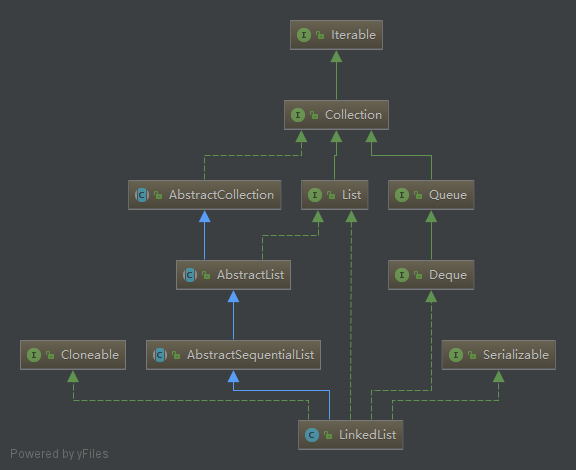 I Iterable
I Collection
C AbstractCollection
I List
I Queue
C AbstractList
I Deque
I Cloneable
C AbstractSequentialList
I Serializable
C LinkedList
Powered by yFiles